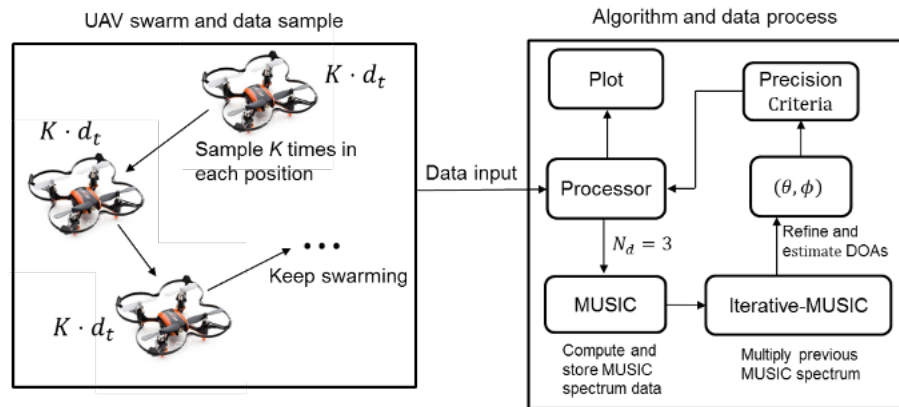 UAV swarm and data sample
K · d_t
K · d_t
Sample K times in
each position
Keep swarming
K · d_t
Data input
Algorithm and data process
Plot
Precision
Criteria
Processor
(θ, ϕ)
N_d = 3
Refine and
estimate DOAs
MUSIC
Iterative-MUSIC
Compute and
store MUSIC
spectrum data
Multiply previous
MUSIC spectrum